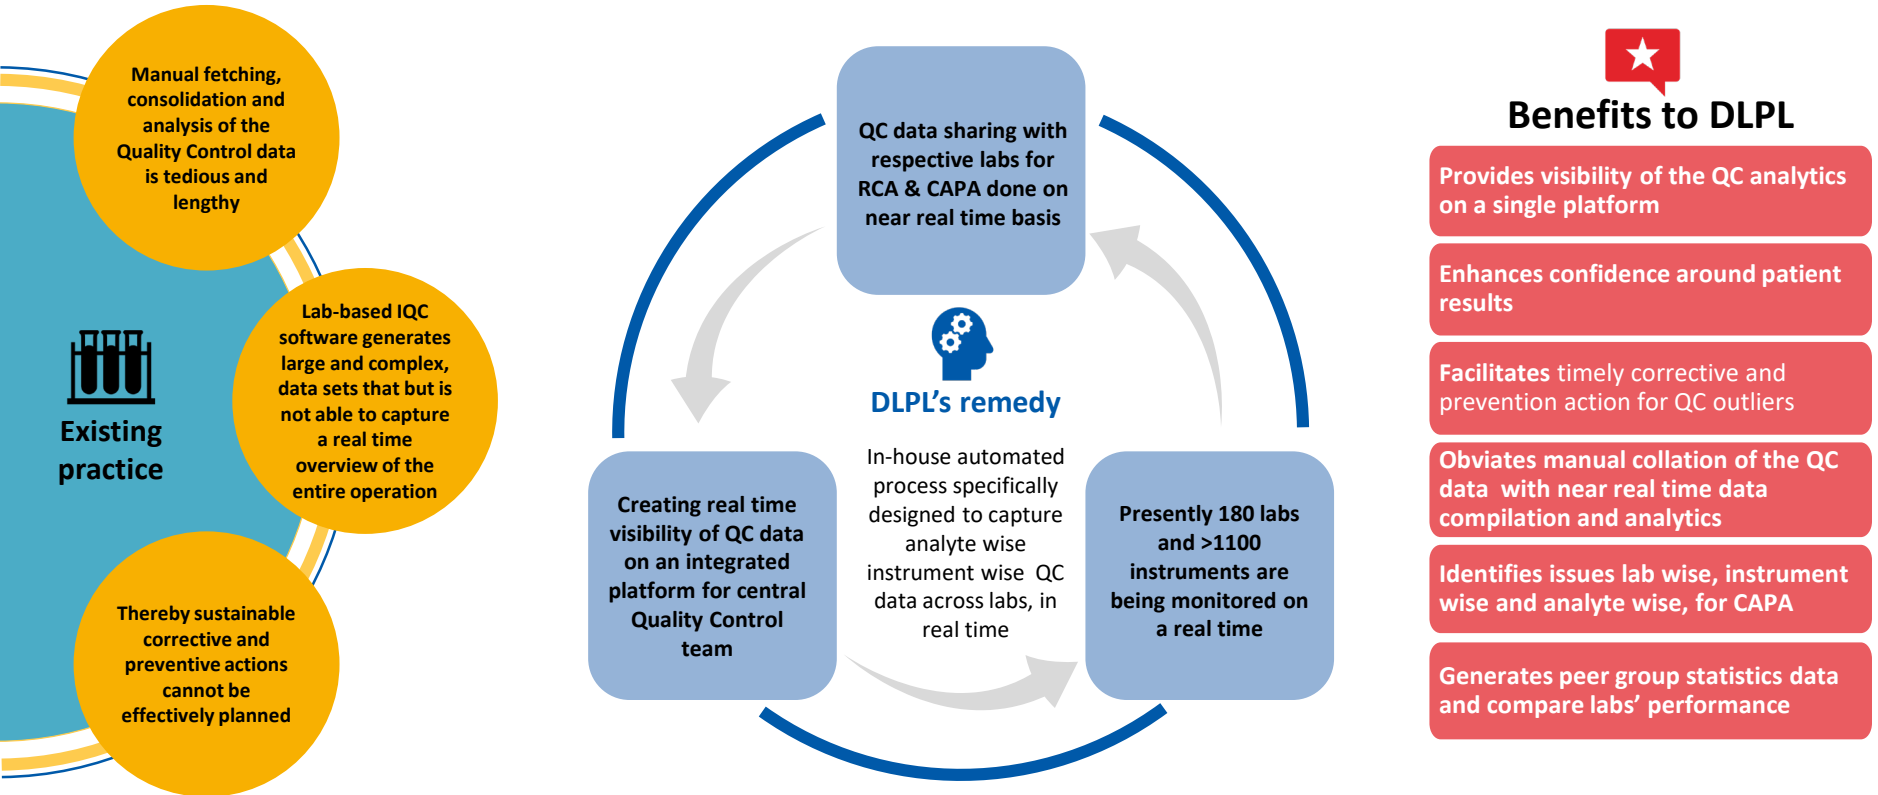 Manual fetching,
consolidation and
analysis of the
Quality Control data
is tedious and
lengthy
Lab-based IQC
software generates
large and complex,
data sets that but is
not able to capture
a real time
overview of the
entire operation
Existing
practice
Thereby sustainable
corrective and
preventive actions
cannot be
effectively planned
QC data sharing with
respective labs for
RCA & CAPA done on
near real time basis
DLPL’s remedy
In-house automated
process specifically
designed to capture
analyte wise
instrument wise QC
data across labs, in
real time
Creating real time
visibility of QC data
on an integrated
platform for central
Quality Control
team
Presently 180 labs
and >1100
instruments are
being monitored on
a real time
Benefits to DLPL
Provides visibility of the QC analytics
on a single platform
Enhances confidence around patient
results
Facilitates timely corrective and
prevention action for QC outliers
Obviates manual collation of the QC
data with near real time data
compilation and analytics
Identifies issues lab wise, instrument
wise and analyte wise, for CAPA
Generates peer group statistics data
and compare labs’ performance